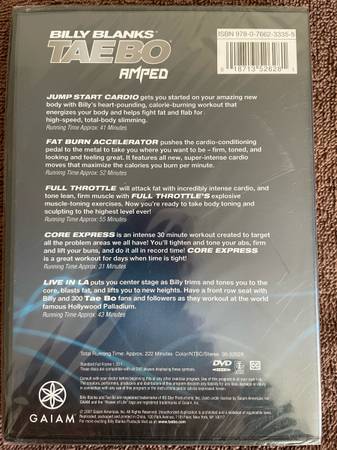 BILLY BLANKS
TAEBO
AMPED
ISBN 978-0-7662-3335-5
18713 52628
JUMP START CARDIO gets you started on your amazing new
body with Billy's heart-pounding, calorie-burning workout that
energizes your body and helps fight fat and flab for
high-speed, total-body slimming.
Running Time Approx: 41 Minutes
FAT BURN ACCELERATOR pushes the cardio-conditioning
pedal to the metal to take you where you want to be – firm, toned, and
looking and feeling great. It features all new, super-intense cardio
moves that maximize the calories you burn per minute.
Running Time Approx: 52 Minutes
FULL THROTTLE will attack fat with incredibly intense cardio, and
tone lean, firm muscle with FULL THROTTLE'S explosive
muscle-toning exercises. Now you're ready to take body toning and
sculpting to the highest level ever!
Running Time Approx: 55 Minutes
CORE EXPRESS is an intense 30 minute workout created to target
all the problem areas we all have! You'll tighten and tone your abs, firm
and lift your buns, and do it all in record time! CORE EXPRESS
is a great workout for days when time is tight!
Running Time Approx: 31 Minutes
LIVE IN LA puts you center stage as Billy trims and tones you to the
core, blasts fat, and lifts you to new heights. Have a front row seat with
Billy and 300 Tae Bo fans and followers as they workout at the world
famous Hollywood Palladium.
Running Time Approx: 43 Minutes
Total Running Time: Approx. 222 Minutes Color/NTSC/Stereo
DVD
GAIAM